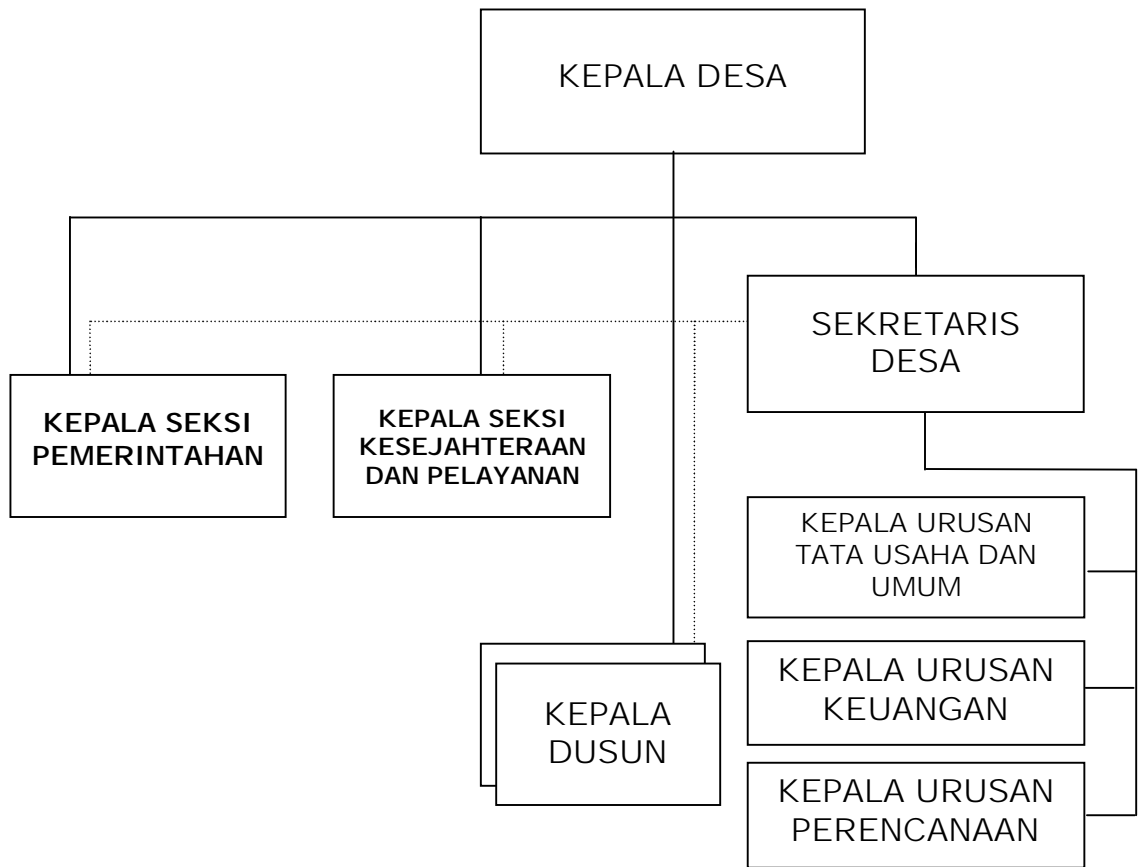 KEPALA DESA
SEKRETARIS
DESA
KEPALA SEKSI
PEMERINTAHAN
KEPALA SEKSI
KESEJAHTERAAN
DAN PELAYANAN
KEPALA URUSAN
TATA USAHA DAN
UMUM
KEPALA
DUSUN
KEPALA URUSAN
KEUANGAN
KEPALA URUSAN
PERENCANAAN